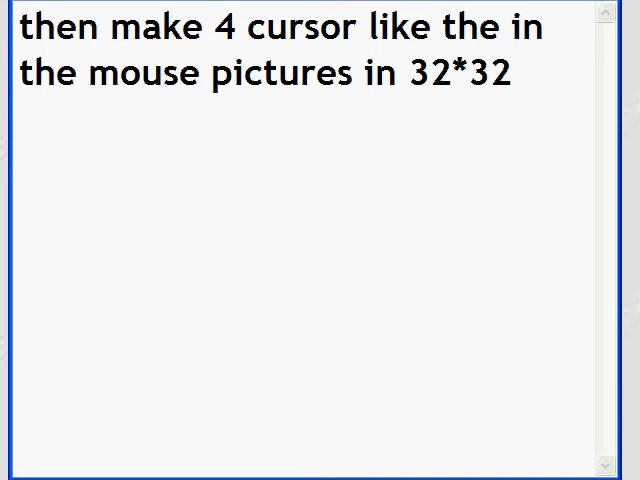 then make 4 cursor like the in
the mouse pictures in 32*32